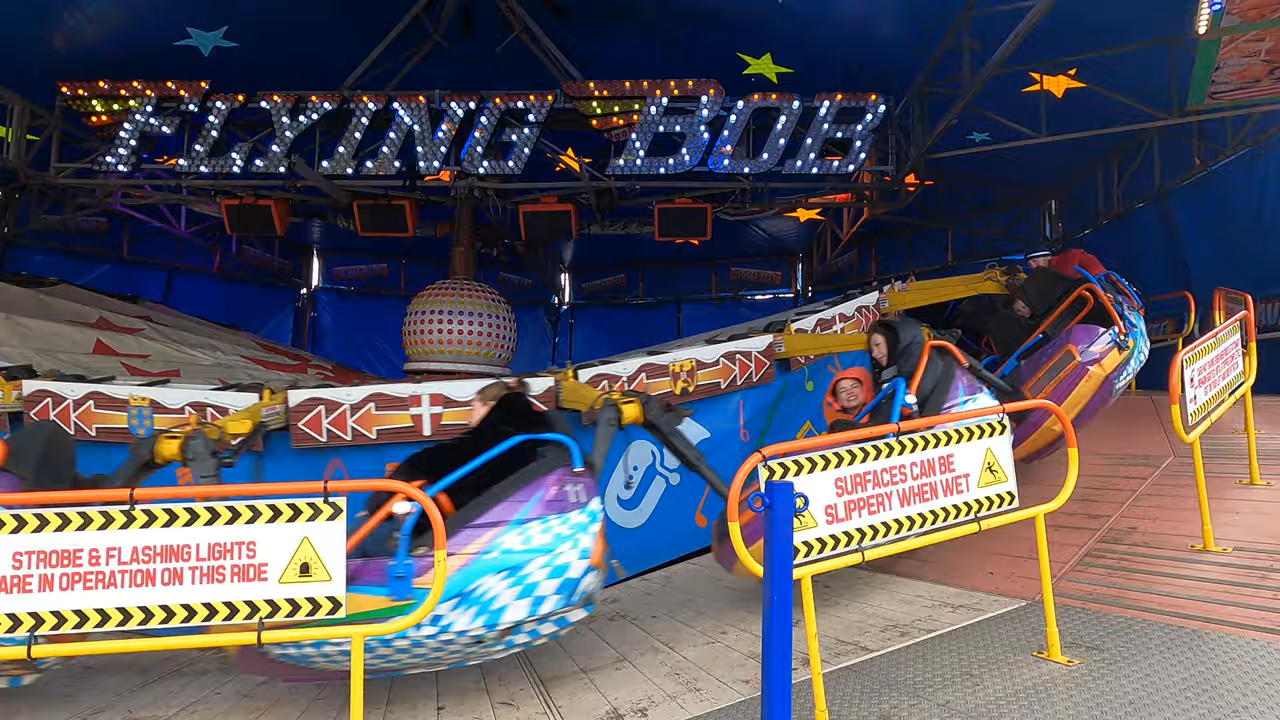 FLYING BOB
11
SURFACES CAN BE
SLIPPERY WHEN WET
STROBE & FLASHING LIGHTS
ARE IN OPERATION ON THIS RIDE